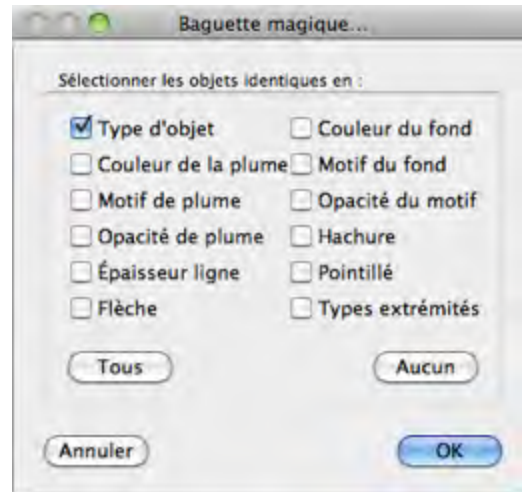 Baguette magique...
Sélectionner les objets identiques en :
Type d'objet
Couleur du fond
Couleur de la plume
Motif du fond
Motif de plume
Opacité du motif
Opacité de plume
Hachure
Épaisseur ligne
Pointillé
Flèche
Types extrémités
Tous
Aucun
Annuler
OK